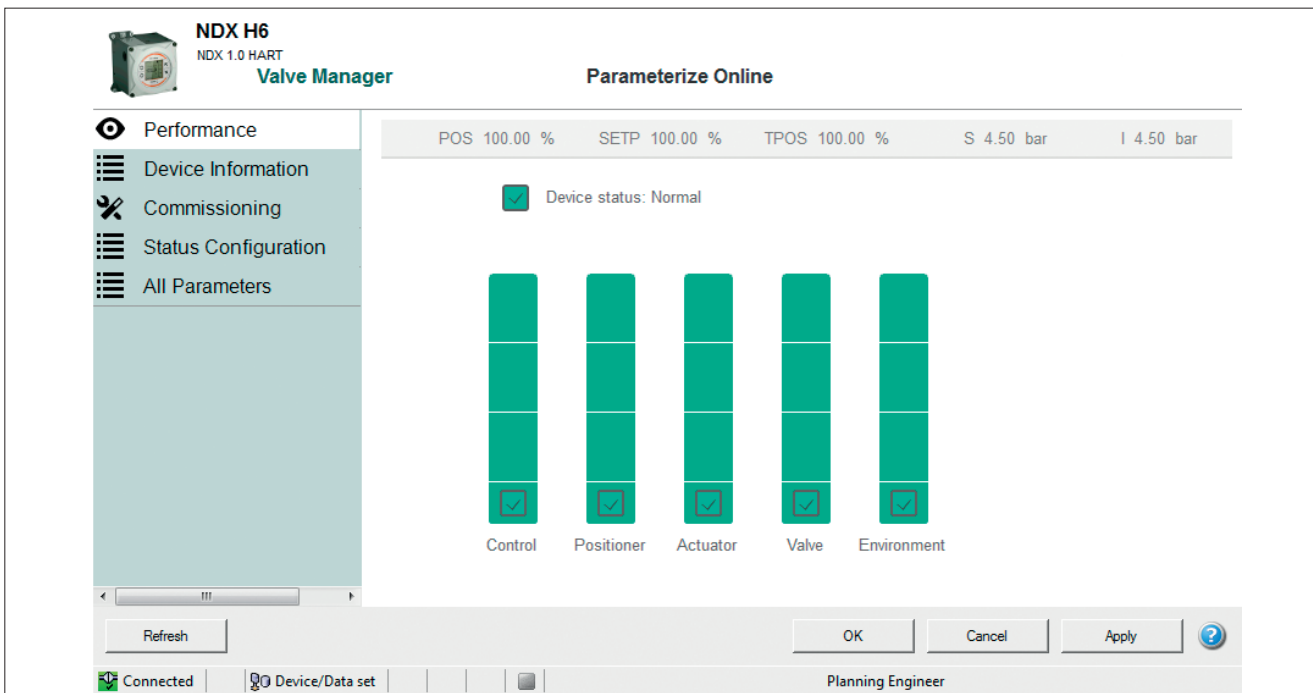 NDX H6
NDX 1.0 HART
Valve Manager Parameterize Online
Performance
POS 100.00 % SETP 100.00 % TPOS 100.00 % S 4.50 bar I 4.50 bar
Device Information
Commissioning
Status Configuration
All Parameters
Device status: Normal
Control Positioner Actuator Valve Environment
Refresh OK Cancel Apply ?
Connected Device/Data set Planning Engineer